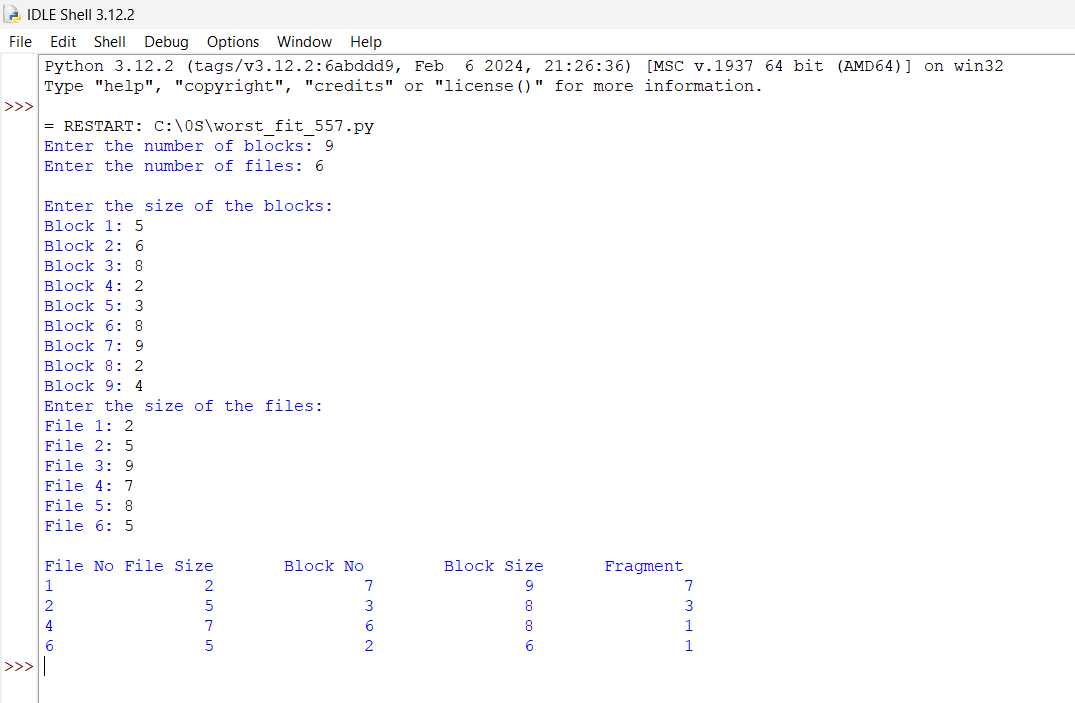 IDLE Shell 3.12.2
File Edit Shell Debug Options Window Help
Python 3.12.2 (tags/v3.12.2:6abddd9, Feb  6 2024, 21:26:36) [MSC v.1937 64 bit (AMD64)] on win32
Type "help", "copyright", "credits" or "license()" for more information.
>>>
= RESTART: C:\OS\worst_fit_557.py
Enter the number of blocks: 9
Enter the number of files: 6
Enter the size of the blocks:
Block 1: 5
Block 2: 6
Block 3: 8
Block 4: 2
Block 5: 3
Block 6: 8
Block 7: 9
Block 8: 2
Block 9: 4
Enter the size of the files:
File 1: 2
File 2: 5
File 3: 9
File 4: 7
File 5: 8
File 6: 5
File No File Size Block No Block Size Fragment
1 2 7 9 7
2 5 3 8 3
4 7 6 8 1
6 5 2 6 1
>>>